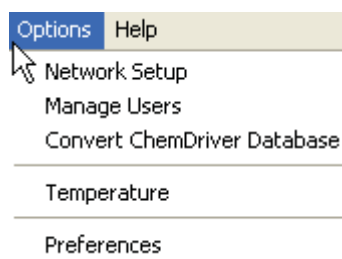 Options Help
Network Setup
Manage Users
Convert ChemDriver Database
Temperature
Preferences